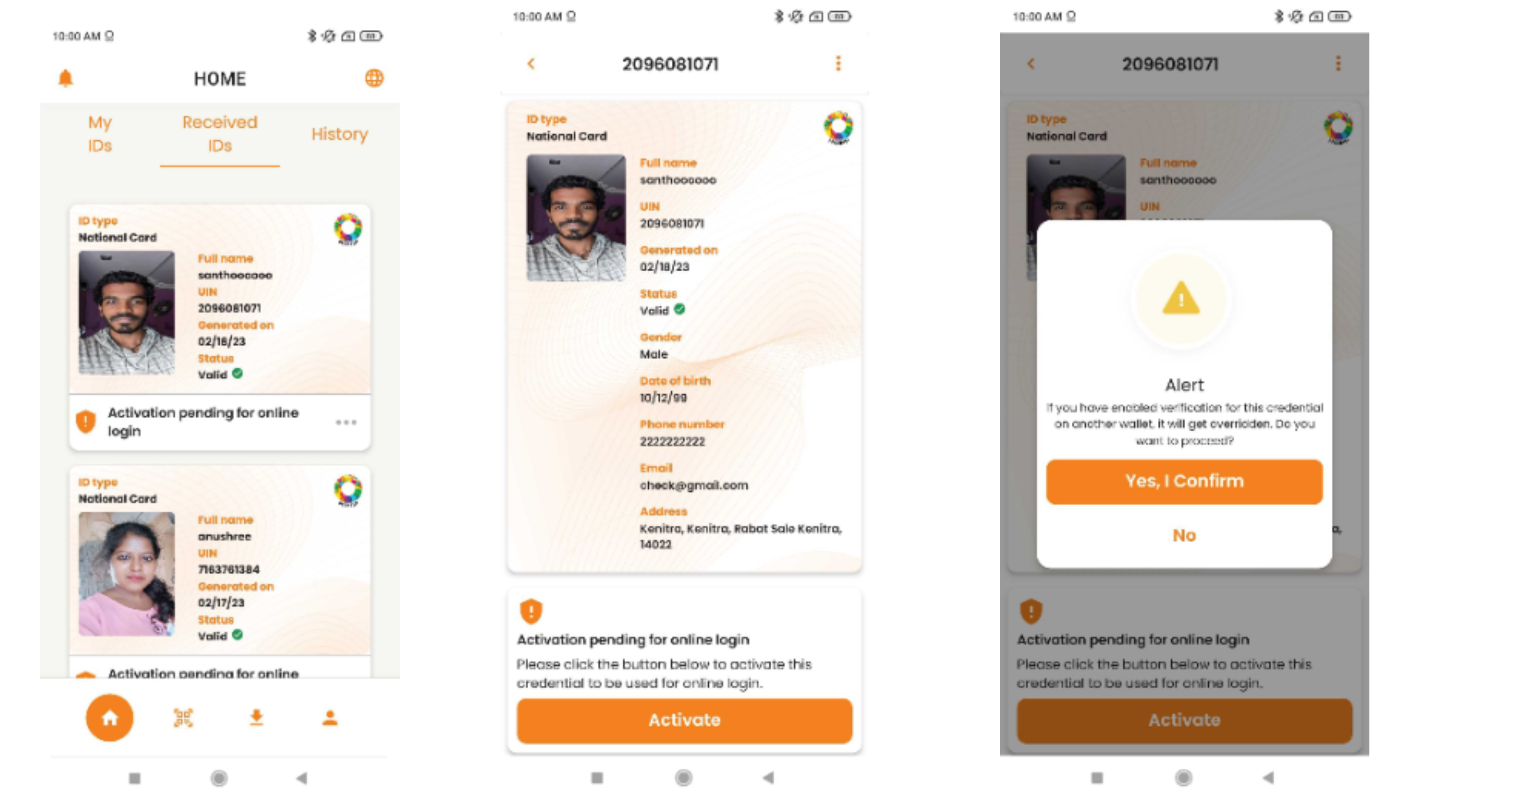 10:00 AM
HOME
My
IDs
Received
IDs
History
ID type
National Card
Full name
santhoooooo
UIN
2096081071
Generated on
02/18/23
Status
Valid
Activation pending for online
login
ID type
National Card
Full name
anushree
UIN
7163761384
Generated on
02/17/23
Status
Valid
Activation pending for online
10:00 AM
2096081071
ID type
National Card
Full name
santhoooooo
UIN
2096081071
Generated on
02/18/23
Status
Valid
Gender
Male
Date of birth
10/12/99
Phone number
2222222222
Email
check@gmail.com
Address
Kenitra, Kenitra, Rabat Sale Kenitra,
14022
Activation pending for online login
Please click the button below to activate this
credential to be used for online login.
Activate
10:00 AM
2096081071
ID type
National Card
Full name
santhoooooo
UIN
Alert
If you have enabled verification for this credential
on another wallet, it will get overridden. Do you
want to proceed?
Yes, I Confirm
No
Activation pending for online login
Please click the button below to activate this
credential to be used for online login.
Activate